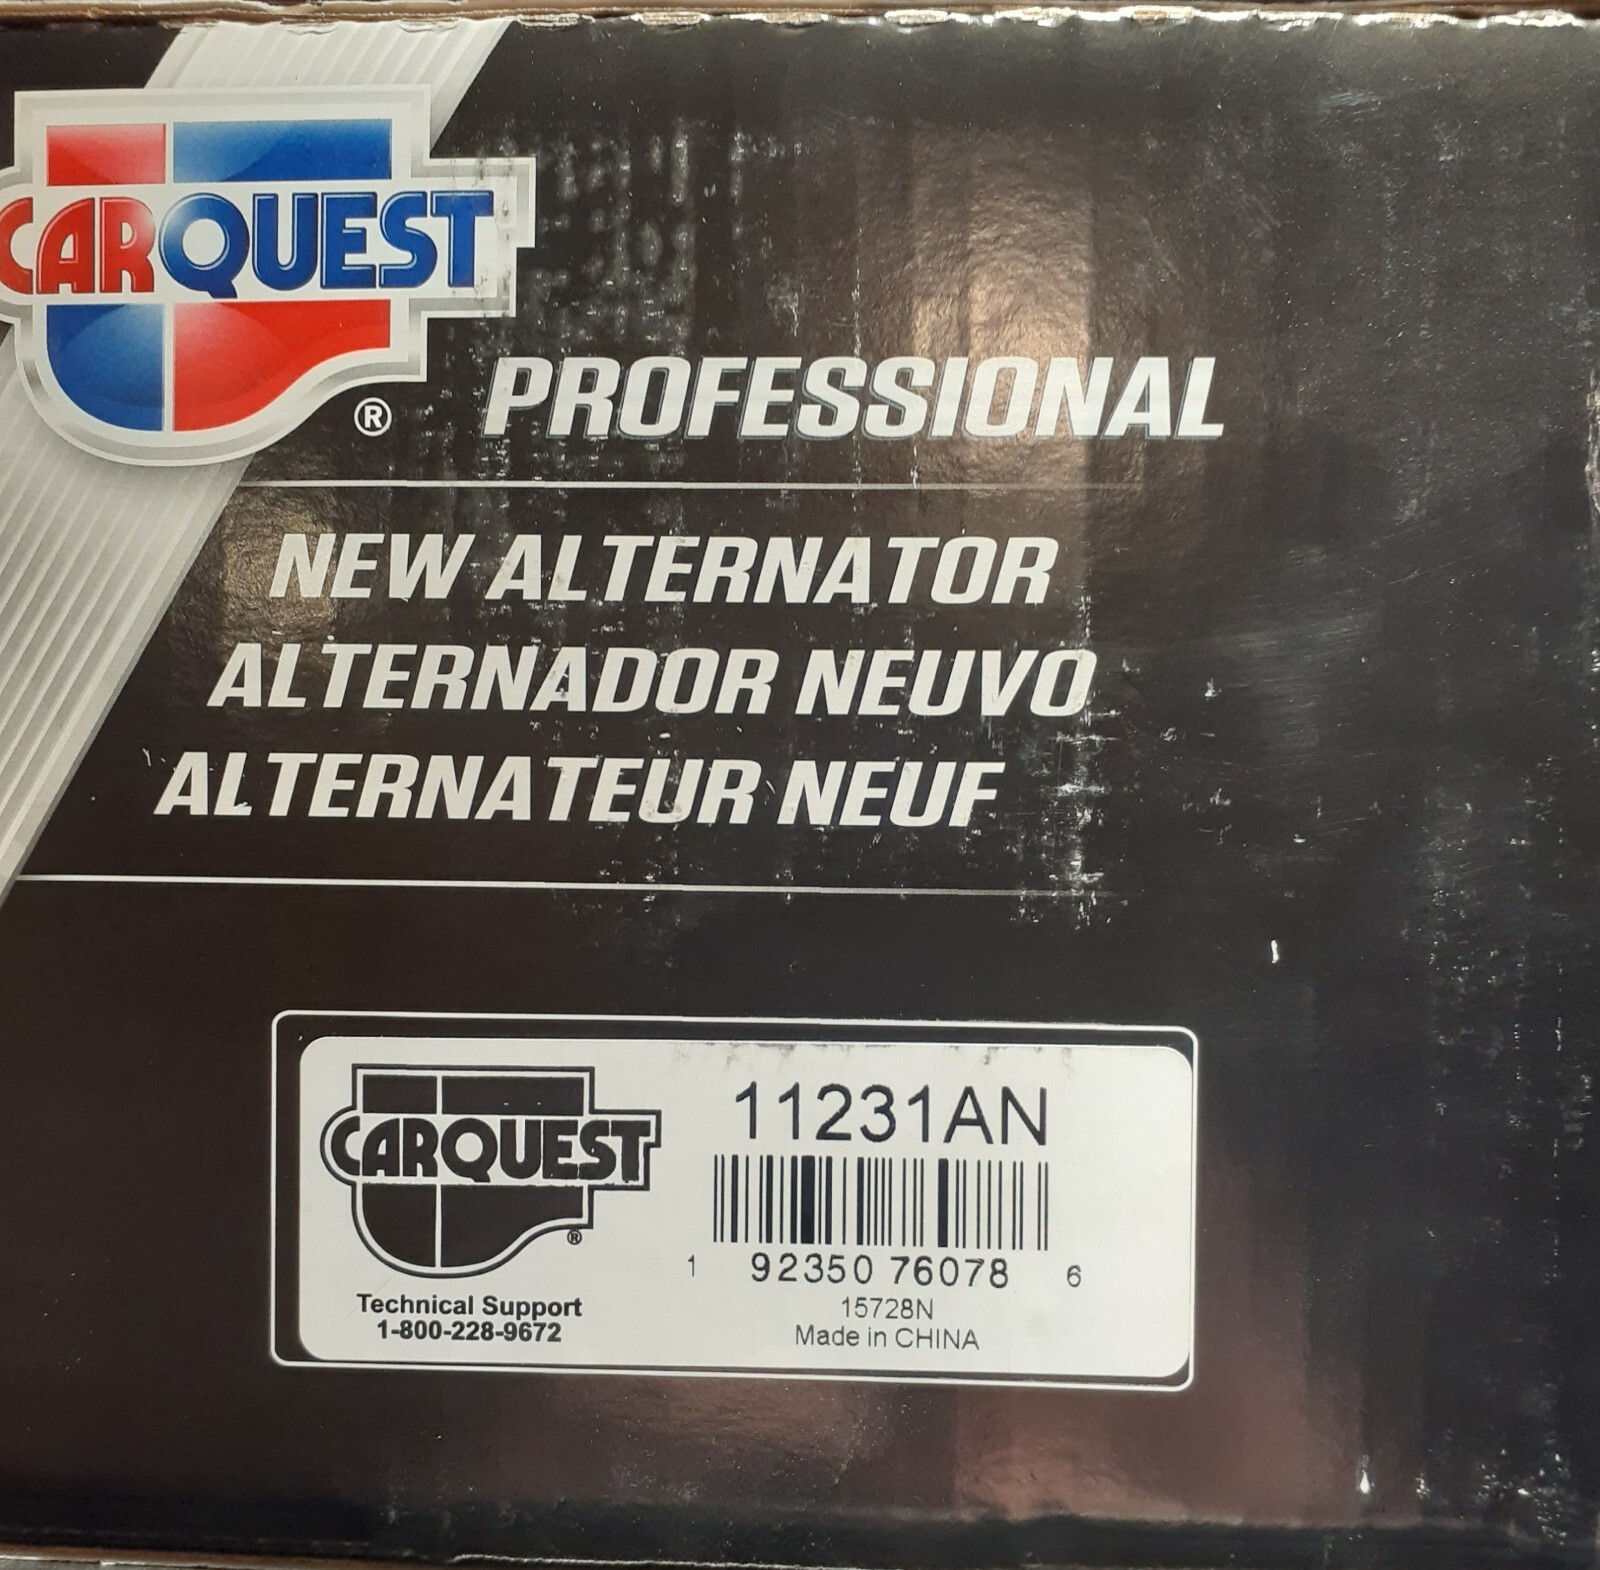 CARQUEST
®
PROFESSIONAL
NEW ALTERNATOR
ALTERNADOR NEUVO
ALTERNATEUR NEUF
CARQUEST
®
Technical Support
1-800-228-9672
11231AN
1 92350 76078 6
15728N
Made in CHINA